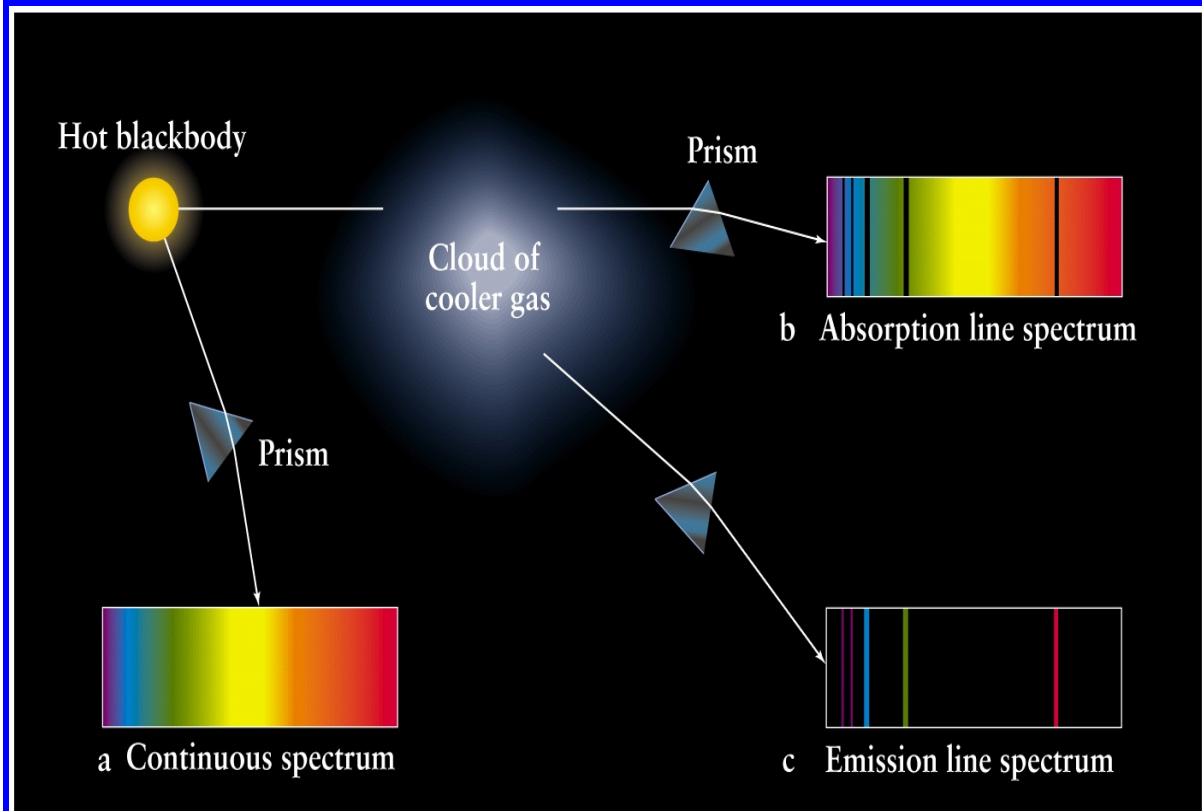 Hot blackbody
Prism
Cloud of
cooler gas
b Absorption line spectrum
Prism
a Continuous spectrum
c Emission line spectrum